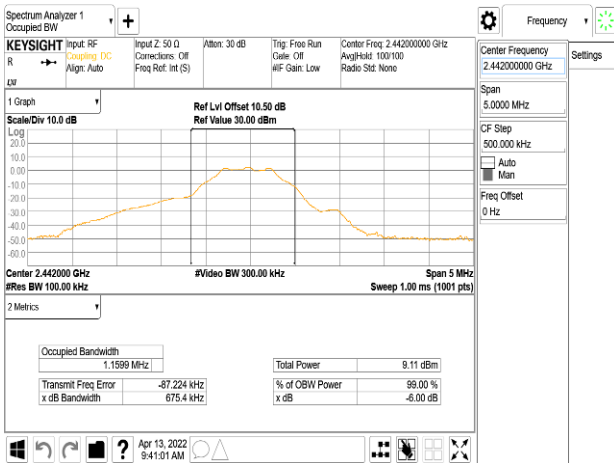 Spectrum Analyzer 1
Occupied BW
Frequency
KEYSIGHT
R
Input: RF
Coupling: DC
Align: Auto
Input Z: 50 Ω
Corrections: Off
Freq Ref: Int (S)
Atten: 30 dB
Trig: Free Run
Gate: Off
#IF Gain: Low
Center Freq: 2.442000000 GHz
Avg|Hold: 100/100
Radio Std: None
Center Frequency
2.442000000 GHz
Settings
Span
5.0000 MHz
CF Step
500.000 kHz
Auto
Man
Freq Offset
0 Hz
1 Graph
Scale/Div 10.0 dB
Ref Lvl Offset 10.50 dB
Ref Value 30.00 dBm
Log
20.0
10.0
0.00
-10.0
-20.0
-30.0
-40.0
-50.0
-60.0
Center 2.442000 GHz
#Res BW 100.00 kHz
#Video BW 300.00 kHz
Span 5 MHz
Sweep 1.00 ms (1001 pts)
2 Metrics
Occupied Bandwidth
1.1599 MHz
Total Power 9.11 dBm
Transmit Freq Error -87.224 kHz
% of OBW Power 99.00 %
x dB Bandwidth 675.4 kHz
x dB -6.00 dB
Apr 13, 2022
9:41:01 AM